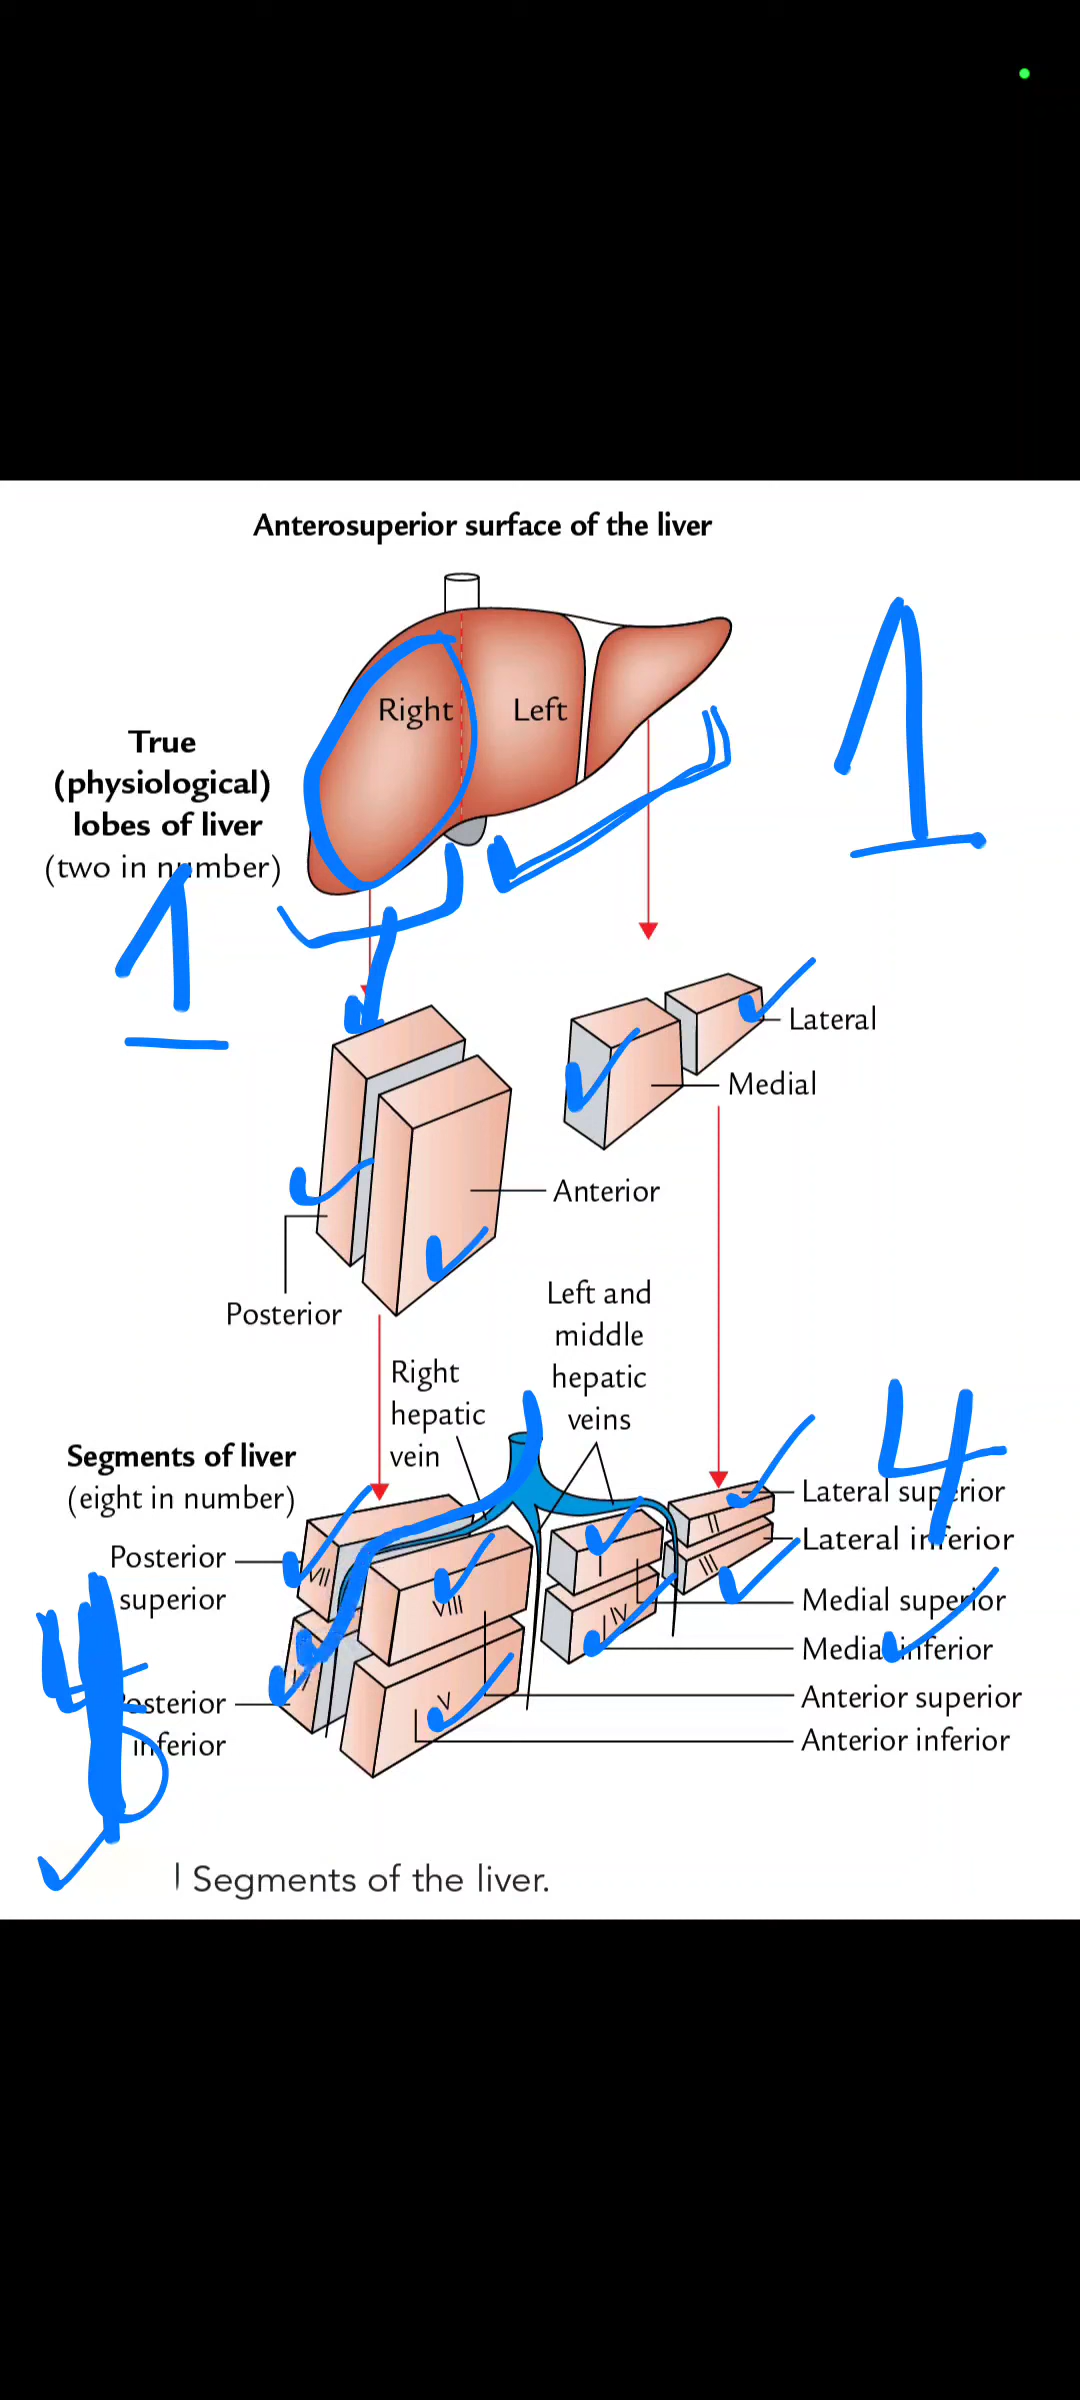 Anterosuperior surface of the liver
Right
Left
True
(physiological)
lobes of liver
(two in number)
1
1
Lateral
Medial
Anterior
Posterior
Left and
middle
hepatic
veins
Right
hepatic
vein
Segments of liver
(eight in number)
4
Lateral superior
Lateral inferior
Medial superior
Medial inferior
Anterior superior
Anterior inferior
Posterior
superior
Posterior
inferior
VII
VIII
V
I
IV
II
III
4
Segments of the liver.